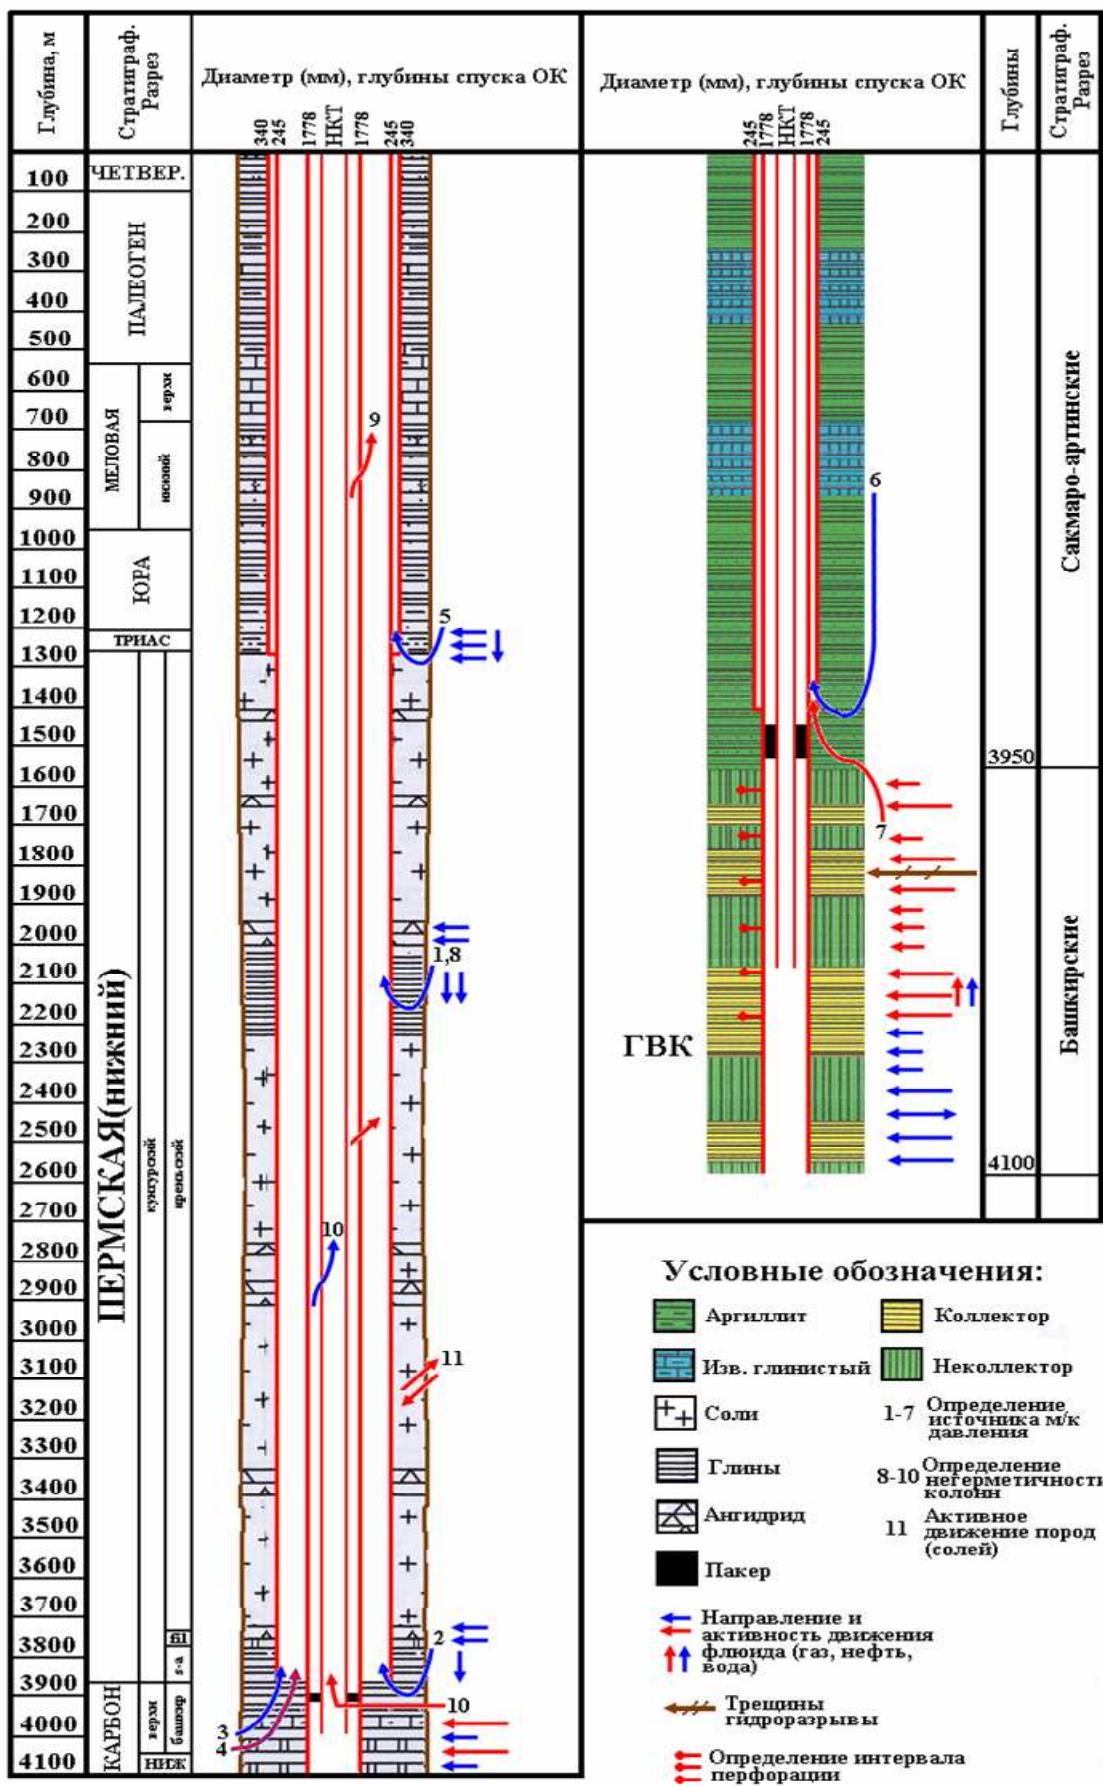 Глубина, м
Стратиграф.
Разрез
Диаметр (мм), глубины спуска ОК
340
245
1778
НКТ
1778
245
340
Диаметр (мм), глубины спуска ОК
245
1778
НКТ
1778
245
Глубины
Стратиграф.
Разрез
100
200
300
400
500
600
700
800
900
1000
1100
1200
1300
1400
1500
1600
1700
1800
1900
2000
2100
2200
2300
2400
2500
2600
2700
2800
2900
3000
3100
3200
3300
3400
3500
3600
3700
3800
3900
4000
4100
ЧЕТВЕР.
ПАЛЕОГЕН
МЕЛОВАЯ
верхн
ЮРА
ТРИАС
ПЕРМСКАЯ(нижний)
кунгурский
s-a
КАРБОН
верхн
башкир
НИЖ
9
5
1,8
10
11
2
10
3
4
6
7
ГВК
3950
4100
Сакмаро-артинские
Башкирские
Условные обозначения:
Аргиллит
Коллектор
Изв. глинистый
Неколлектор
Соли
1-7 Определение
источника м/к
давления
Глины
8-10 Определение
негерметичности
колонн
Ангидрид
11 Активное
движение пород
(солей)
Пакер
Направление и
активность движения
флюида (газ, нефть,
вода)
Трещины
гидроразрывы
Определение интервала
перфорации